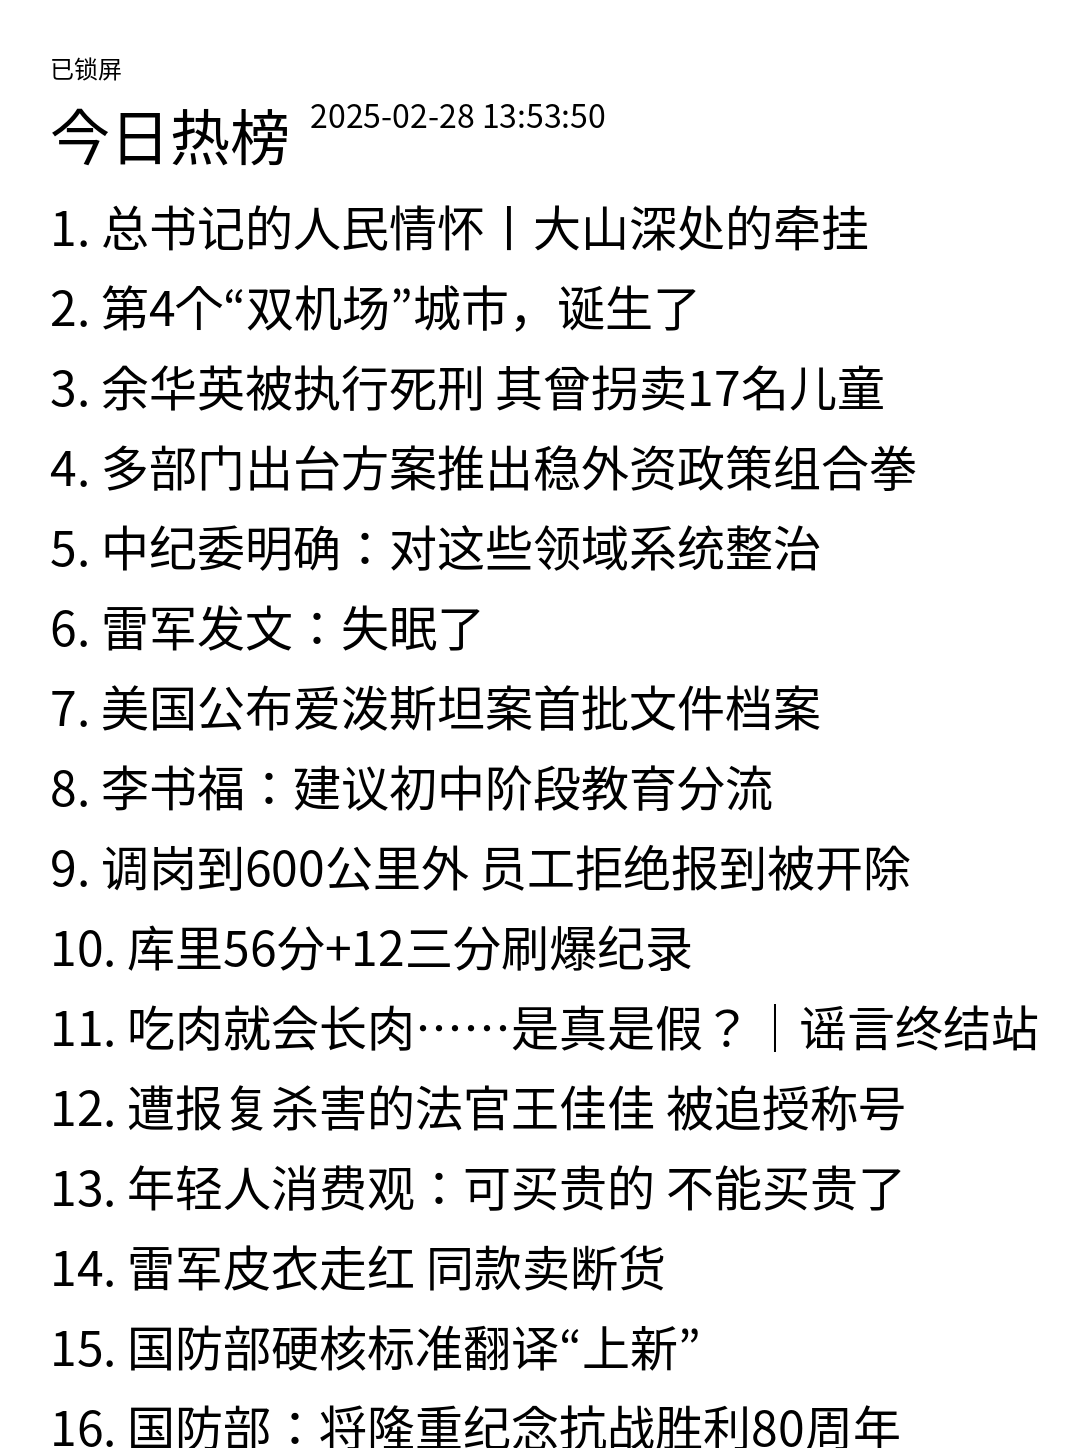 已锁屏
今日热榜 2025-02-28 13:53:50
1. 总书记的人民情怀丨大山深处的牵挂
2. 第4个“双机场”城市，诞生了
3. 余华英被执行死刑 其曾拐卖17名儿童
4. 多部门出台方案推出稳外资政策组合拳
5. 中纪委明确：对这些领域系统整治
6. 雷军发文：失眠了
7. 美国公布爱泼斯坦案首批文件档案
8. 李书福：建议初中阶段教育分流
9. 调岗到600公里外 员工拒绝报到被开除
10. 库里56分+12三分刷爆纪录
11. 吃肉就会长肉……是真是假？｜谣言终结站
12. 遭报复杀害的法官王佳佳 被追授称号
13. 年轻人消费观：可买贵的 不能买贵了
14. 雷军皮衣走红 同款卖断货
15. 国防部硬核标准翻译“上新”
16. 国防部：将隆重纪念抗战胜利80周年